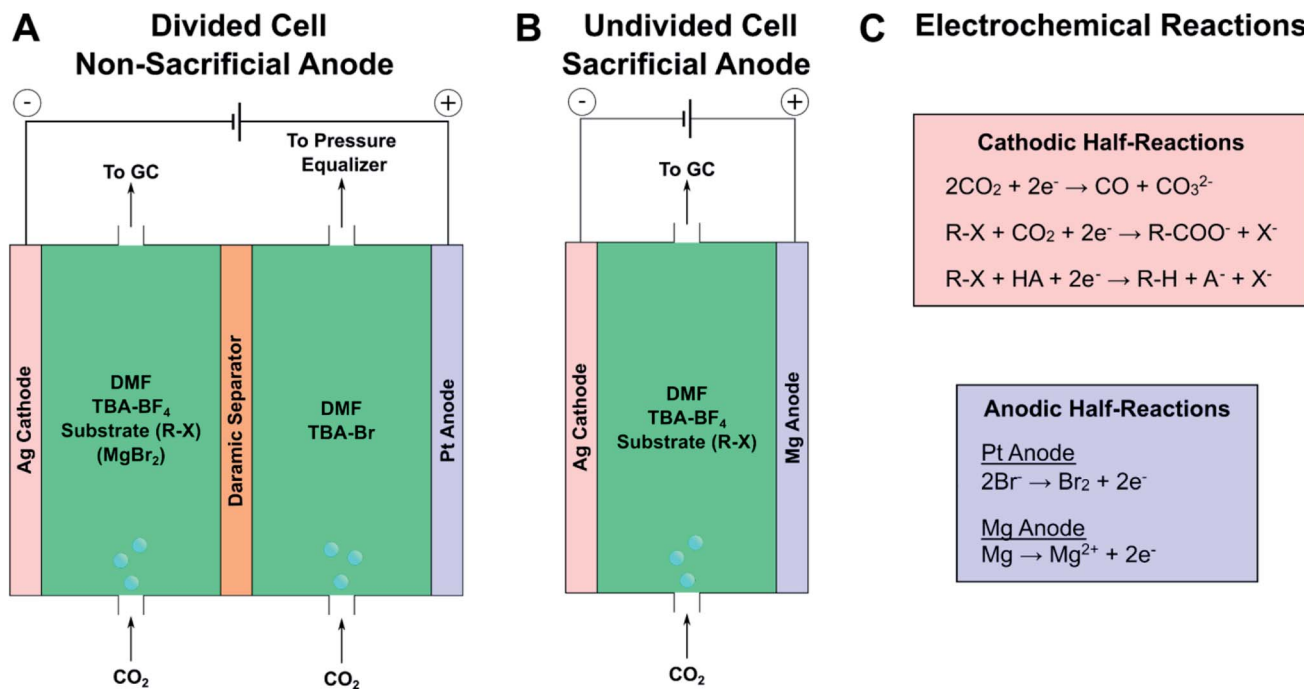 A
Divided Cell
Non-Sacrificial Anode
-
+
To GC
To Pressure
Equalizer
Ag Cathode
DMF
TBA-BF₄
Substrate (R-X)
(MgBr₂)
Daramic Separator
DMF
TBA-Br
Pt Anode
CO₂
CO₂
B
Undivided Cell
Sacrificial Anode
-
+
To GC
Ag Cathode
DMF
TBA-BF₄
Substrate (R-X)
Mg Anode
CO₂
C
Electrochemical Reactions
Cathodic Half-Reactions
2CO₂ + 2e⁻ → CO + CO₃²⁻
R-X + CO₂ + 2e⁻ → R-COO⁻ + X⁻
R-X + HA + 2e⁻ → R-H + A⁻ + X⁻
Anodic Half-Reactions
Pt Anode
2Br⁻ → Br₂ + 2e⁻
Mg Anode
Mg → Mg²⁺ + 2e⁻